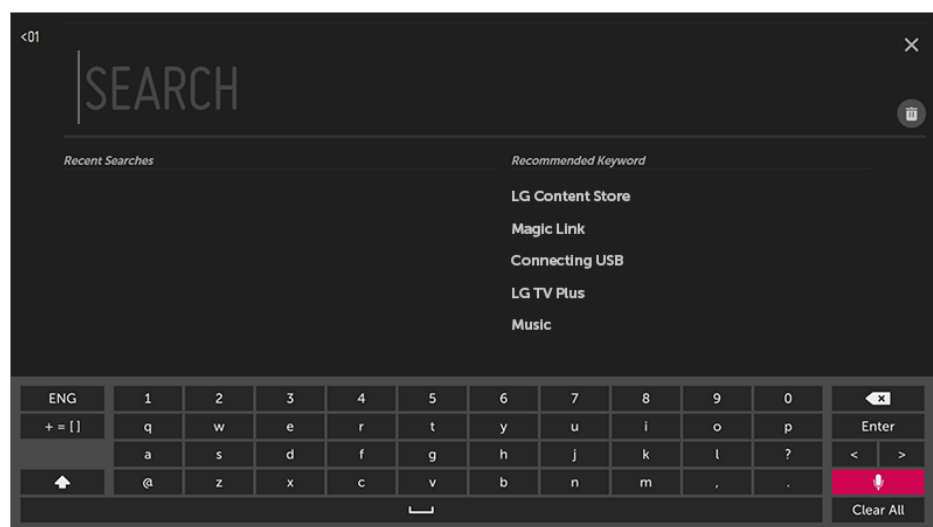 <01
SEARCH
Recent Searches
Recommended Keyword
LG Content Store
Magic Link
Connecting USB
LG TV Plus
Music
ENG 1 2 3 4 5 6 7 8 9 0
+ = [ ] q w e r t y u i o p Enter
a s d f g h j k l ? < >
@ z x c v b n m , .
Clear All